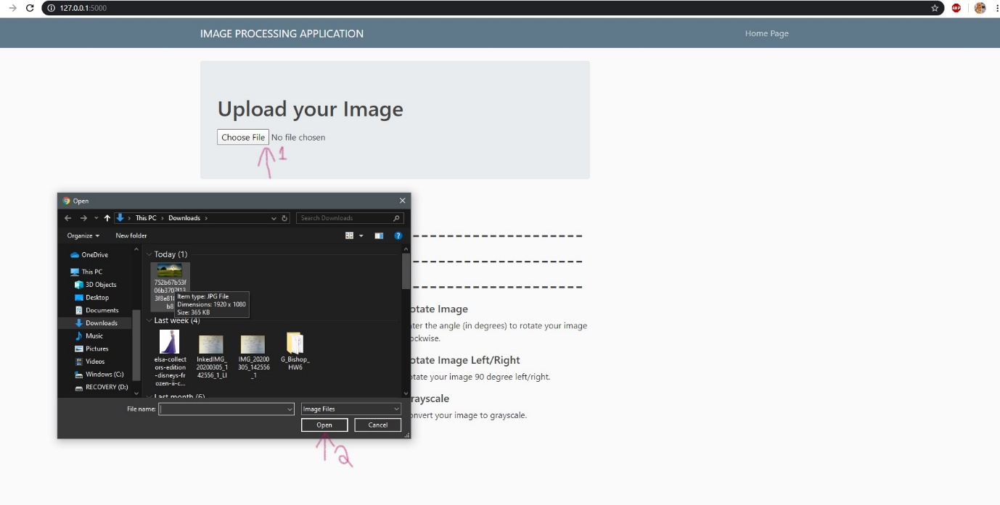 127.0.0.1:5000
ABP
IMAGE PROCESSING APPLICATION
Home Page
Upload your Image
Choose File No file chosen
1
Open
This PC > Downloads >
Search Downloads
Organize
New folder
?
OneDrive
This PC
3D Objects
Desktop
Documents
Downloads
Music
Pictures
Videos
Windows (C:)
RECOVERY (D:)
Today (1)
752b67b53f
06b3707f13
3f8e818
b8
Item type: JPG File
Dimensions: 1920 x 1080
Size: 365 KB
Last week (4)
elsa-collect
ors-edition
-disneys-fr
ozen-ii-c...
InkedIMG_
20200305_1
42556_1_LI
IMG_20200
305_142556
_1
G_Bishop_
HW6
Last month (6)
File name:
Image Files
Open
Cancel
2
--------------------
--------------------
--------------------
otate Image
ter the angle (in degrees) to rotate your image
ockwise.
otate Image Left/Right
otate your image 90 degree left/right.
rayscale
onvert your image to grayscale.